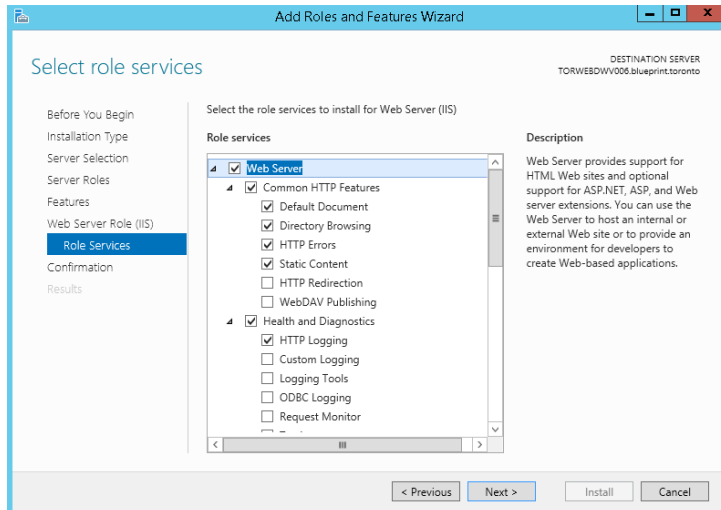 Add Roles and Features Wizard
Select role services
DESTINATION SERVER
TORWEBDWV006.blueprint.toronto
Before You Begin
Installation Type
Server Selection
Server Roles
Features
Web Server Role (IIS)
Role Services
Confirmation
Results
Select the role services to install for Web Server (IIS)
Role services
Web Server
Common HTTP Features
Default Document
Directory Browsing
HTTP Errors
Static Content
HTTP Redirection
WebDAV Publishing
Health and Diagnostics
HTTP Logging
Custom Logging
Logging Tools
ODBC Logging
Request Monitor
Description
Web Server provides support for
HTML Web sites and optional
support for ASP.NET, ASP, and Web
server extensions. You can use the
Web Server to host an internal or
external Web site or to provide an
environment for developers to
create Web-based applications.
< Previous
Next >
Install
Cancel